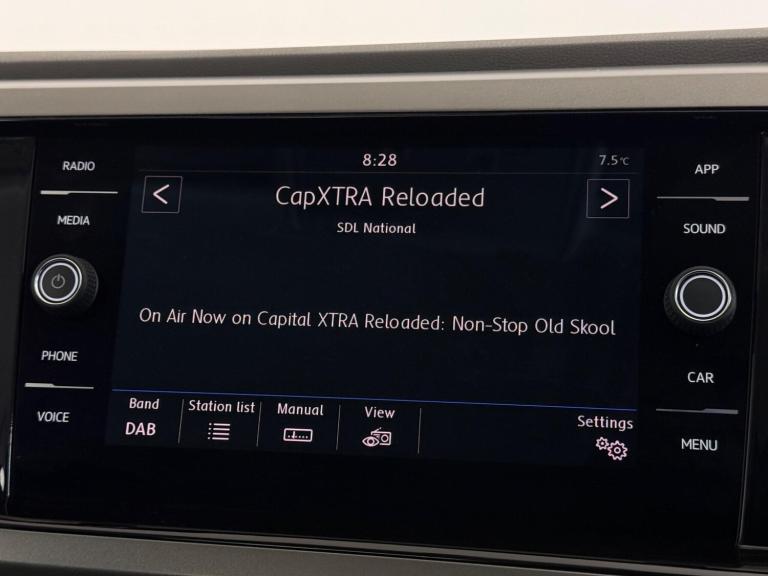 RADIO
MEDIA
PHONE
VOICE
8:28
7.5°C
CapXTRA Reloaded
SDL National
On Air Now on Capital XTRA Reloaded: Non-Stop Old Skool
Band
DAB
Station list
Manual
View
Settings
APP
SOUND
CAR
MENU